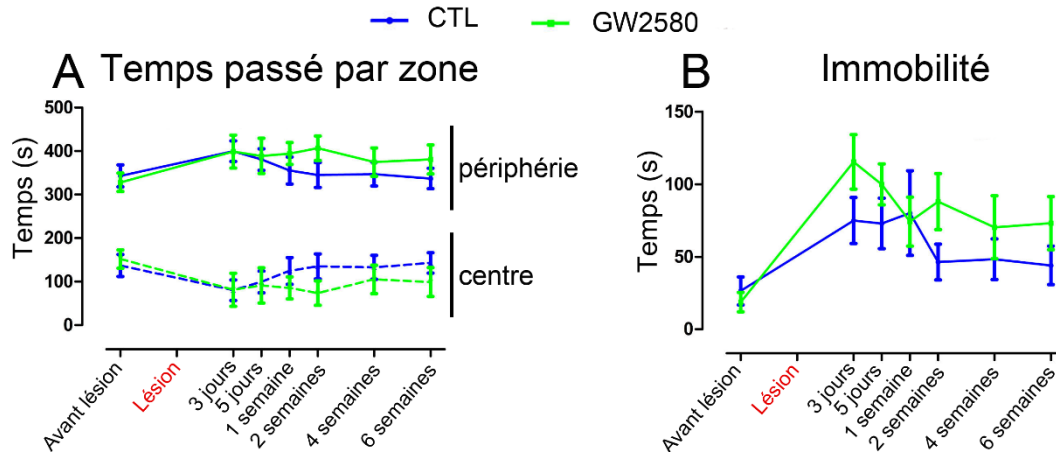 CTL GW2580
A Temps passé par zone
500
400
300
200
100
0
Temps (s)
périphérie
centre
Avant lésion
Lésion
3 jours
5 jours
1 semaine
2 semaines
4 semaines
6 semaines
B Immobilité
150
100
50
0
Temps (s)
Avant lésion
Lésion
3 jours
5 jours
1 semaine
2 semaines
4 semaines
6 semaines